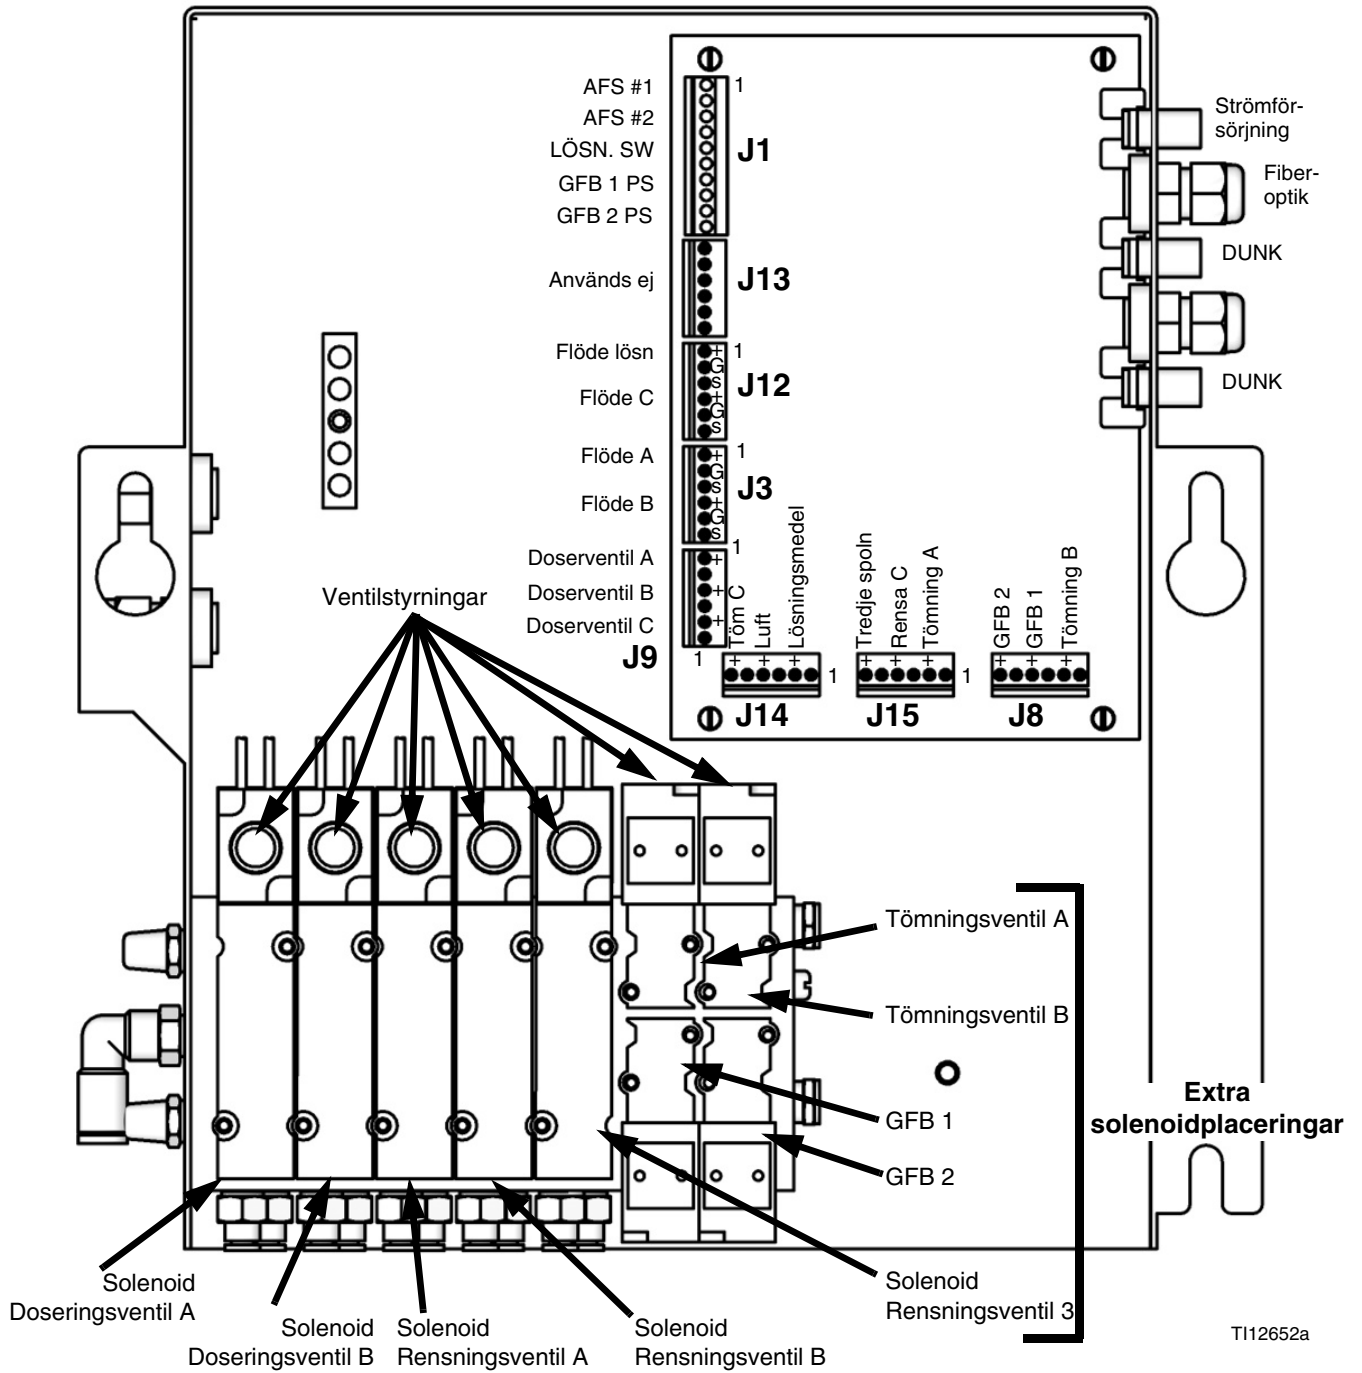 AFS #1
AFS #2
LÖSN. SW
GFB 1 PS
GFB 2 PS
1
J1
Används ej
J13
Flöde lösn
Flöde C
+
G
s
+
G
s
1
J12
Flöde A
Flöde B
+
G
s
+
G
s
1
J3
Doserventil A
Doserventil B
Doserventil C
1
+
+
+
J9
1
+ Töm C
+ Luft
+ Lösningsmedel
1
J14
+ Tredje spoln
+ Rensa C
+ Tömning A
1
J15
+ GFB 2
+ GFB 1
+ Tömning B
J8
Strömför-
sörjning
Fiber-
optik
DUNK
DUNK
Ventilstyrningar
Tömningsventil A
Tömningsventil B
GFB 1
GFB 2
Extra
solenoidplaceringar
Solenoid
Rensningsventil 3
Solenoid
Doseringsventil A
Solenoid
Doseringsventil B
Solenoid
Rensningsventil A
Solenoid
Rensningsventil B
TI12652a